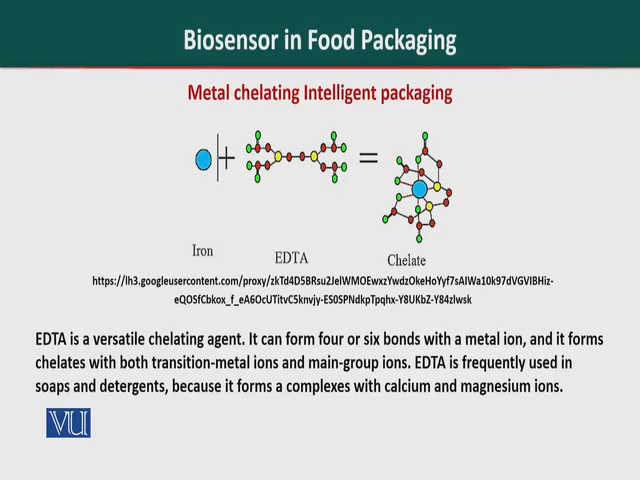 Biosensor in Food Packaging
Metal chelating Intelligent packaging
+ =
Iron EDTA Chelate
https://lh3.googleusercontent.com/proxy/zkTd4D5BRsu2JelWMOEwxzYwdzOkeHoYyf7sAIWa10k97dVGVlBHiz-
eQOSfCbkox_f_eA6OcUTitvC5knvjy-ES0SPNdkpTpqhx-Y8UKbZ-Y84zlwsk
EDTA is a versatile chelating agent. It can form four or six bonds with a metal ion, and it forms
chelates with both transition-metal ions and main-group ions. EDTA is frequently used in
soaps and detergents, because it forms a complexes with calcium and magnesium ions.
VU